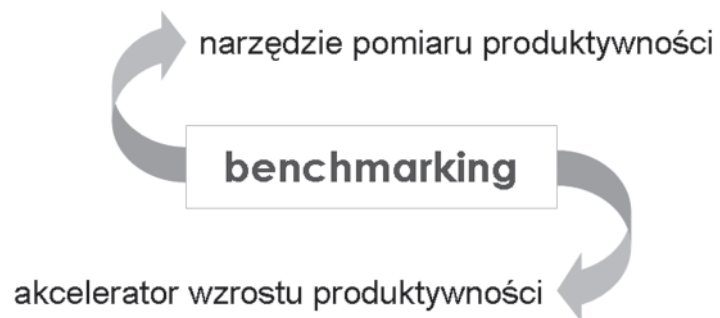 narzędzie pomiaru produktywności
benchmarking
akcelerator wzrostu produktywności